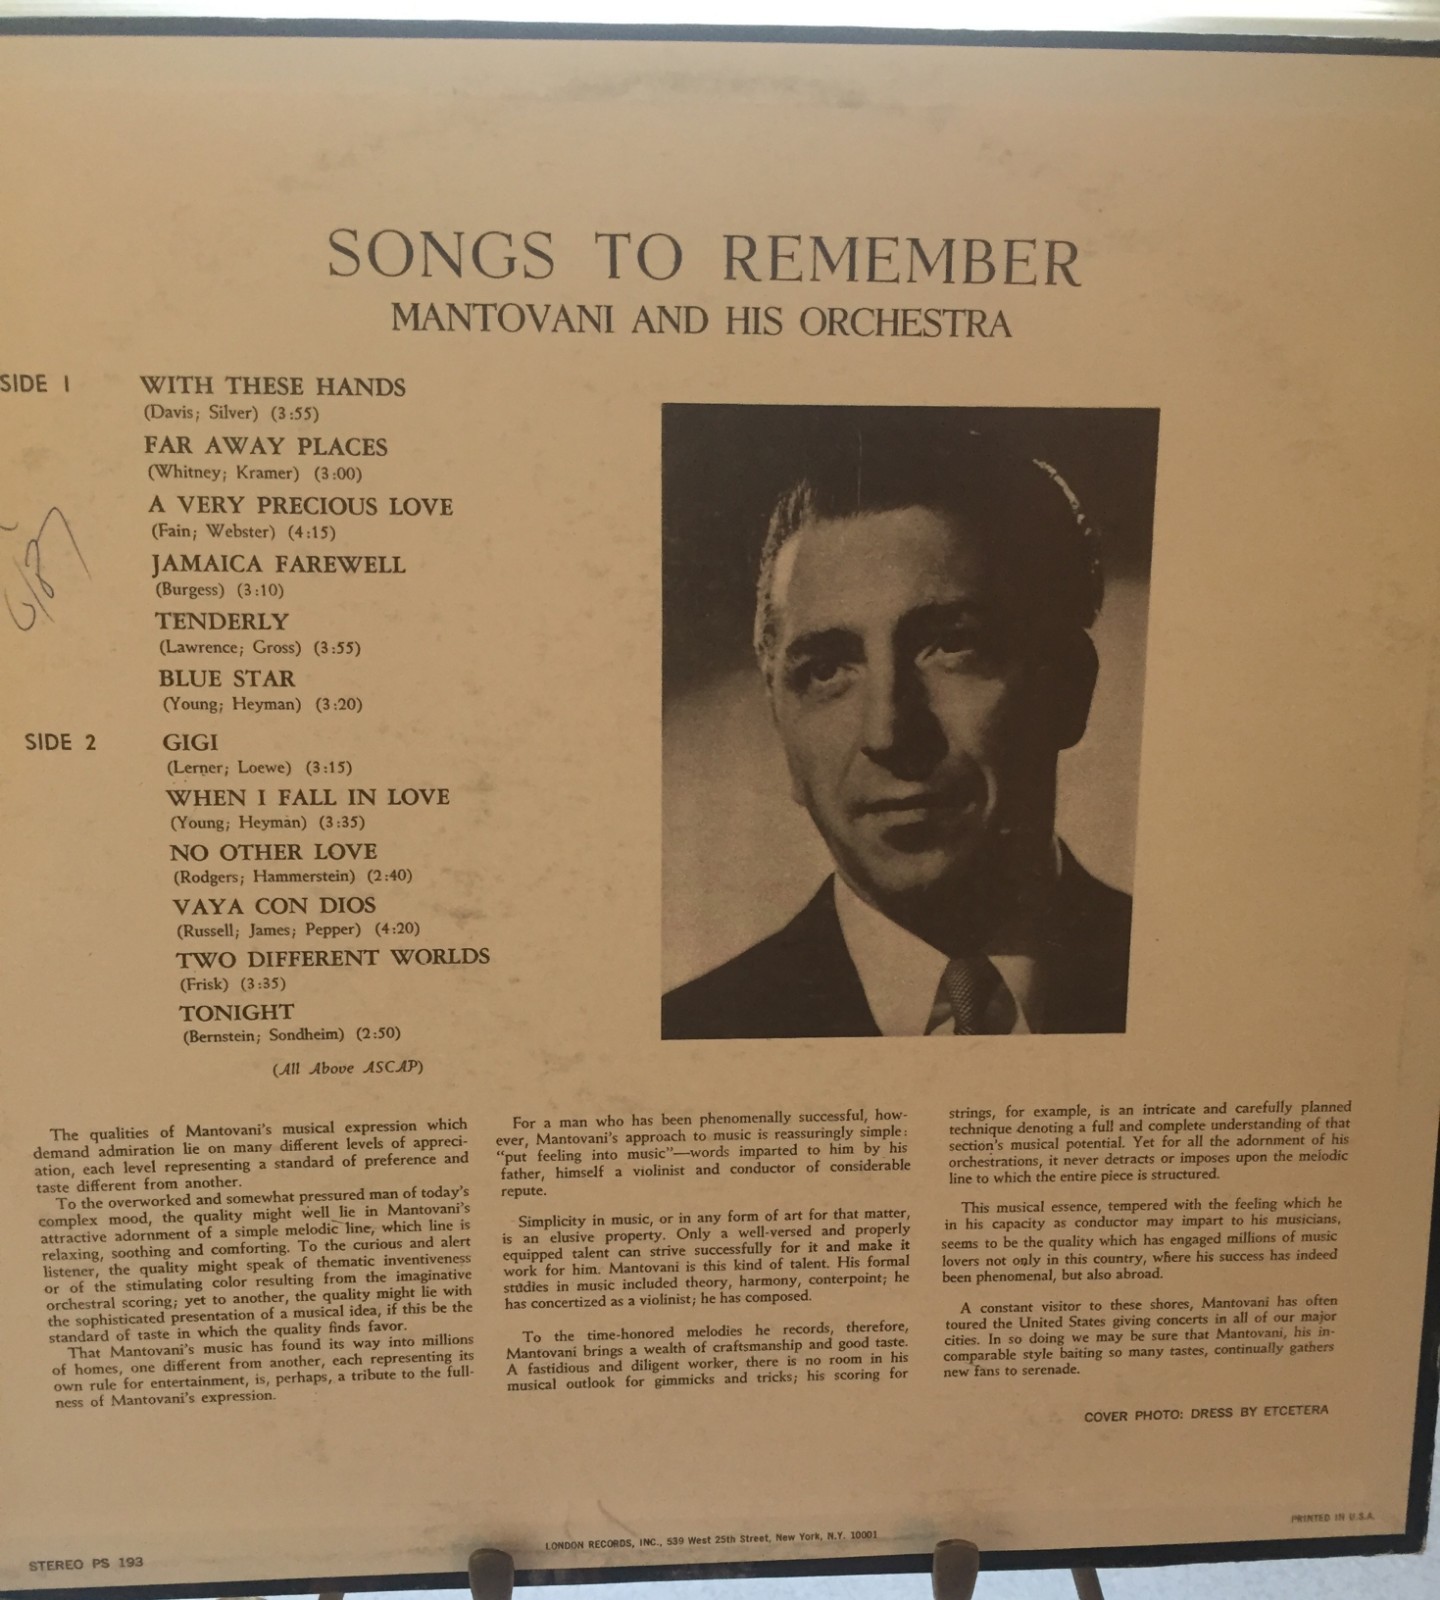 SONGS TO REMEMBER
MANTOVANI AND HIS ORCHESTRA
SIDE 1
WITH THESE HANDS
(Davis; Silver) (3:55)
FAR AWAY PLACES
(Whitney; Kramer) (3:00)
A VERY PRECIOUS LOVE
(Fain; Webster) (4:15)
JAMAICA FAREWELL
(Burgess) (3:10)
TENDERLY
(Lawrence; Gross) (3:55)
BLUE STAR
(Young; Heyman) (3:20)
SIDE 2
GIGI
(Lerner; Loewe) (3:15)
WHEN I FALL IN LOVE
(Young; Heyman) (3:35)
NO OTHER LOVE
(Rodgers; Hammerstein) (2:40)
VAYA CON DIOS
(Russell; James; Pepper) (4:20)
TWO DIFFERENT WORLDS
(Frisk) (3:35)
TONIGHT
(Bernstein; Sondheim) (2:50)
(All Above ASCAP)
The qualities of Mantovani's musical expression which
demand admiration lie on many different levels of appreci-
ation, each level representing a standard of preference and
taste different from another.
To the overworked and somewhat pressured man of today's
complex mood, the quality might well lie in Mantovani's
attractive adornment of a simple melodic line, which line is
relaxing, soothing and comforting. To the curious and alert
listener, the quality might speak of thematic inventiveness
or of the stimulating color resulting from the imaginative
orchestral scoring; yet to another, the quality might lie with
the sophisticated presentation of a musical idea, if this be the
standard of taste in which the quality finds favor.
That Mantovani's music has found its way into millions
of homes, one different from another, each representing its
own rule for entertainment, is, perhaps, a tribute to the full-
ness of Mantovani's expression.
For a man who has been phenomenally successful, how-
ever, Mantovani's approach to music is reassuringly simple:
"put feeling into music"—words imparted to him by his
father, himself a violinist and conductor of considerable
repute.
Simplicity in music, or in any form of art for that matter,
is an elusive property. Only a well-versed and properly
equipped talent can strive successfully for it and make it
work for him. Mantovani is this kind of talent. His formal
studies in music included theory, harmony, conterpoint; he
has concertized as a violinist; he has composed.
To the time-honored melodies he records, therefore,
Mantovani brings a wealth of craftsmanship and good taste.
A fastidious and diligent worker, there is no room in his
musical outlook for gimmicks and tricks; his scoring for
strings, for example, is an intricate and carefully planned
technique denoting a full and complete understanding of that
section's musical potential. Yet for all the adornment of his
orchestrations, it never detracts or imposes upon the melodic
line to which the entire piece is structured.
This musical essence, tempered with the feeling which he
in his capacity as conductor may impart to his musicians,
seems to be the quality which has engaged millions of music
lovers not only in this country, where his success has indeed
been phenomenal, but also abroad.
A constant visitor to these shores, Mantovani has often
toured the United States giving concerts in all of our major
cities. In so doing we may be sure that Mantovani, his in-
comparable style baiting so many tastes, continually gathers
new fans to serenade.
COVER PHOTO: DRESS BY ETCETERA
PRINTED IN U.S.A.
LONDON RECORDS, INC., 539 West 25th Street, New York, N.Y. 10001
STEREO PS 193